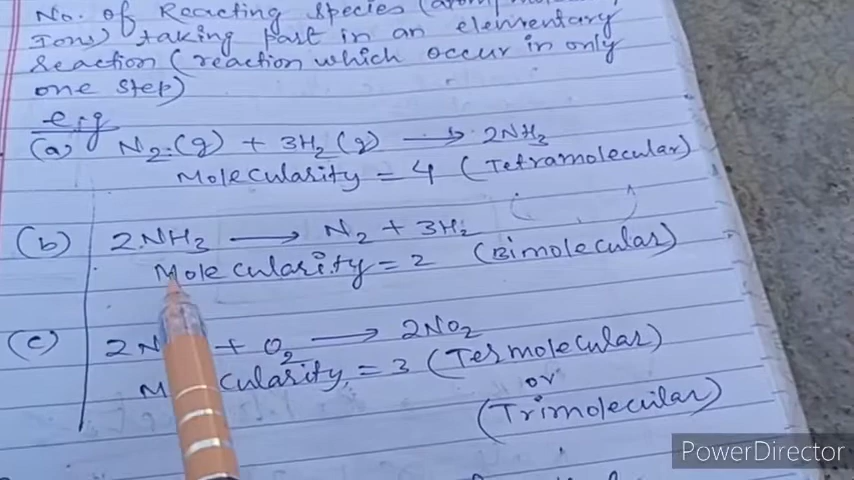 No. of Reacting Species (atom,
Ions) taking part in an elementary
reaction (reaction which occur in only
one step)
e.g
(a) N2(g) + 3H2(g) → 2NH3
Molecularity = 4 (Tetramolecular)
(b) 2NH3 → N2 + 3H2
Molecularity = 2 (Bimolecular)
(c) 2N + O2 → 2NO2
M cularity = 3 (Termolecular)
or
(Trimolecular)
PowerDirector